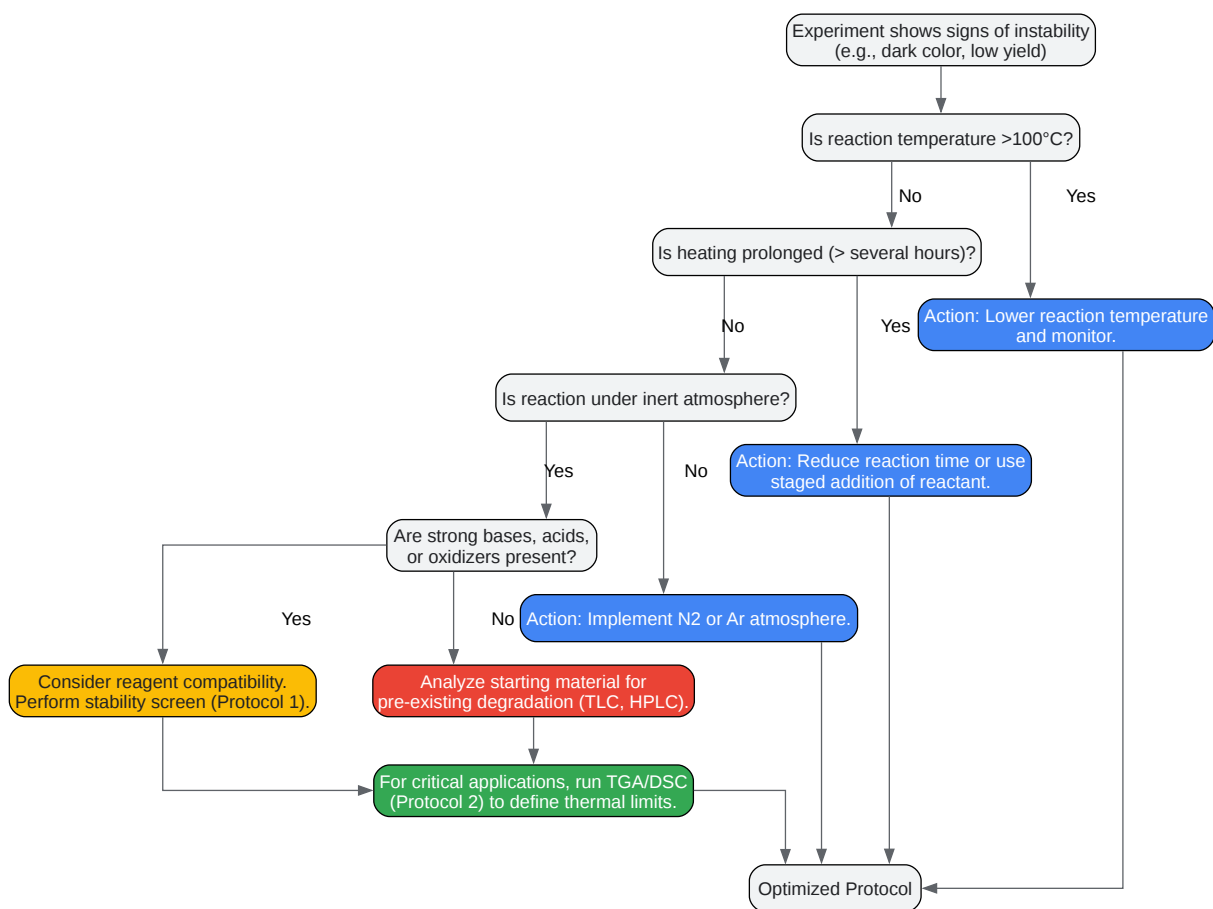 Experiment shows signs of instability
(e.g., dark color, low yield)
Is reaction temperature >100°C?
No
Yes
Is heating prolonged (> several hours)?
Action: Lower reaction temperature
and monitor.
No
Yes
Is reaction under inert atmosphere?
Action: Reduce reaction time or use
staged addition of reactant.
Yes
No
Are strong bases, acids,
or oxidizers present?
Yes
No
Action: Implement N2 or Ar atmosphere.
Consider reagent compatibility.
Perform stability screen (Protocol 1).
Analyze starting material for
pre-existing degradation (TLC, HPLC).
For critical applications, run TGA/DSC
(Protocol 2) to define thermal limits.
Optimized Protocol